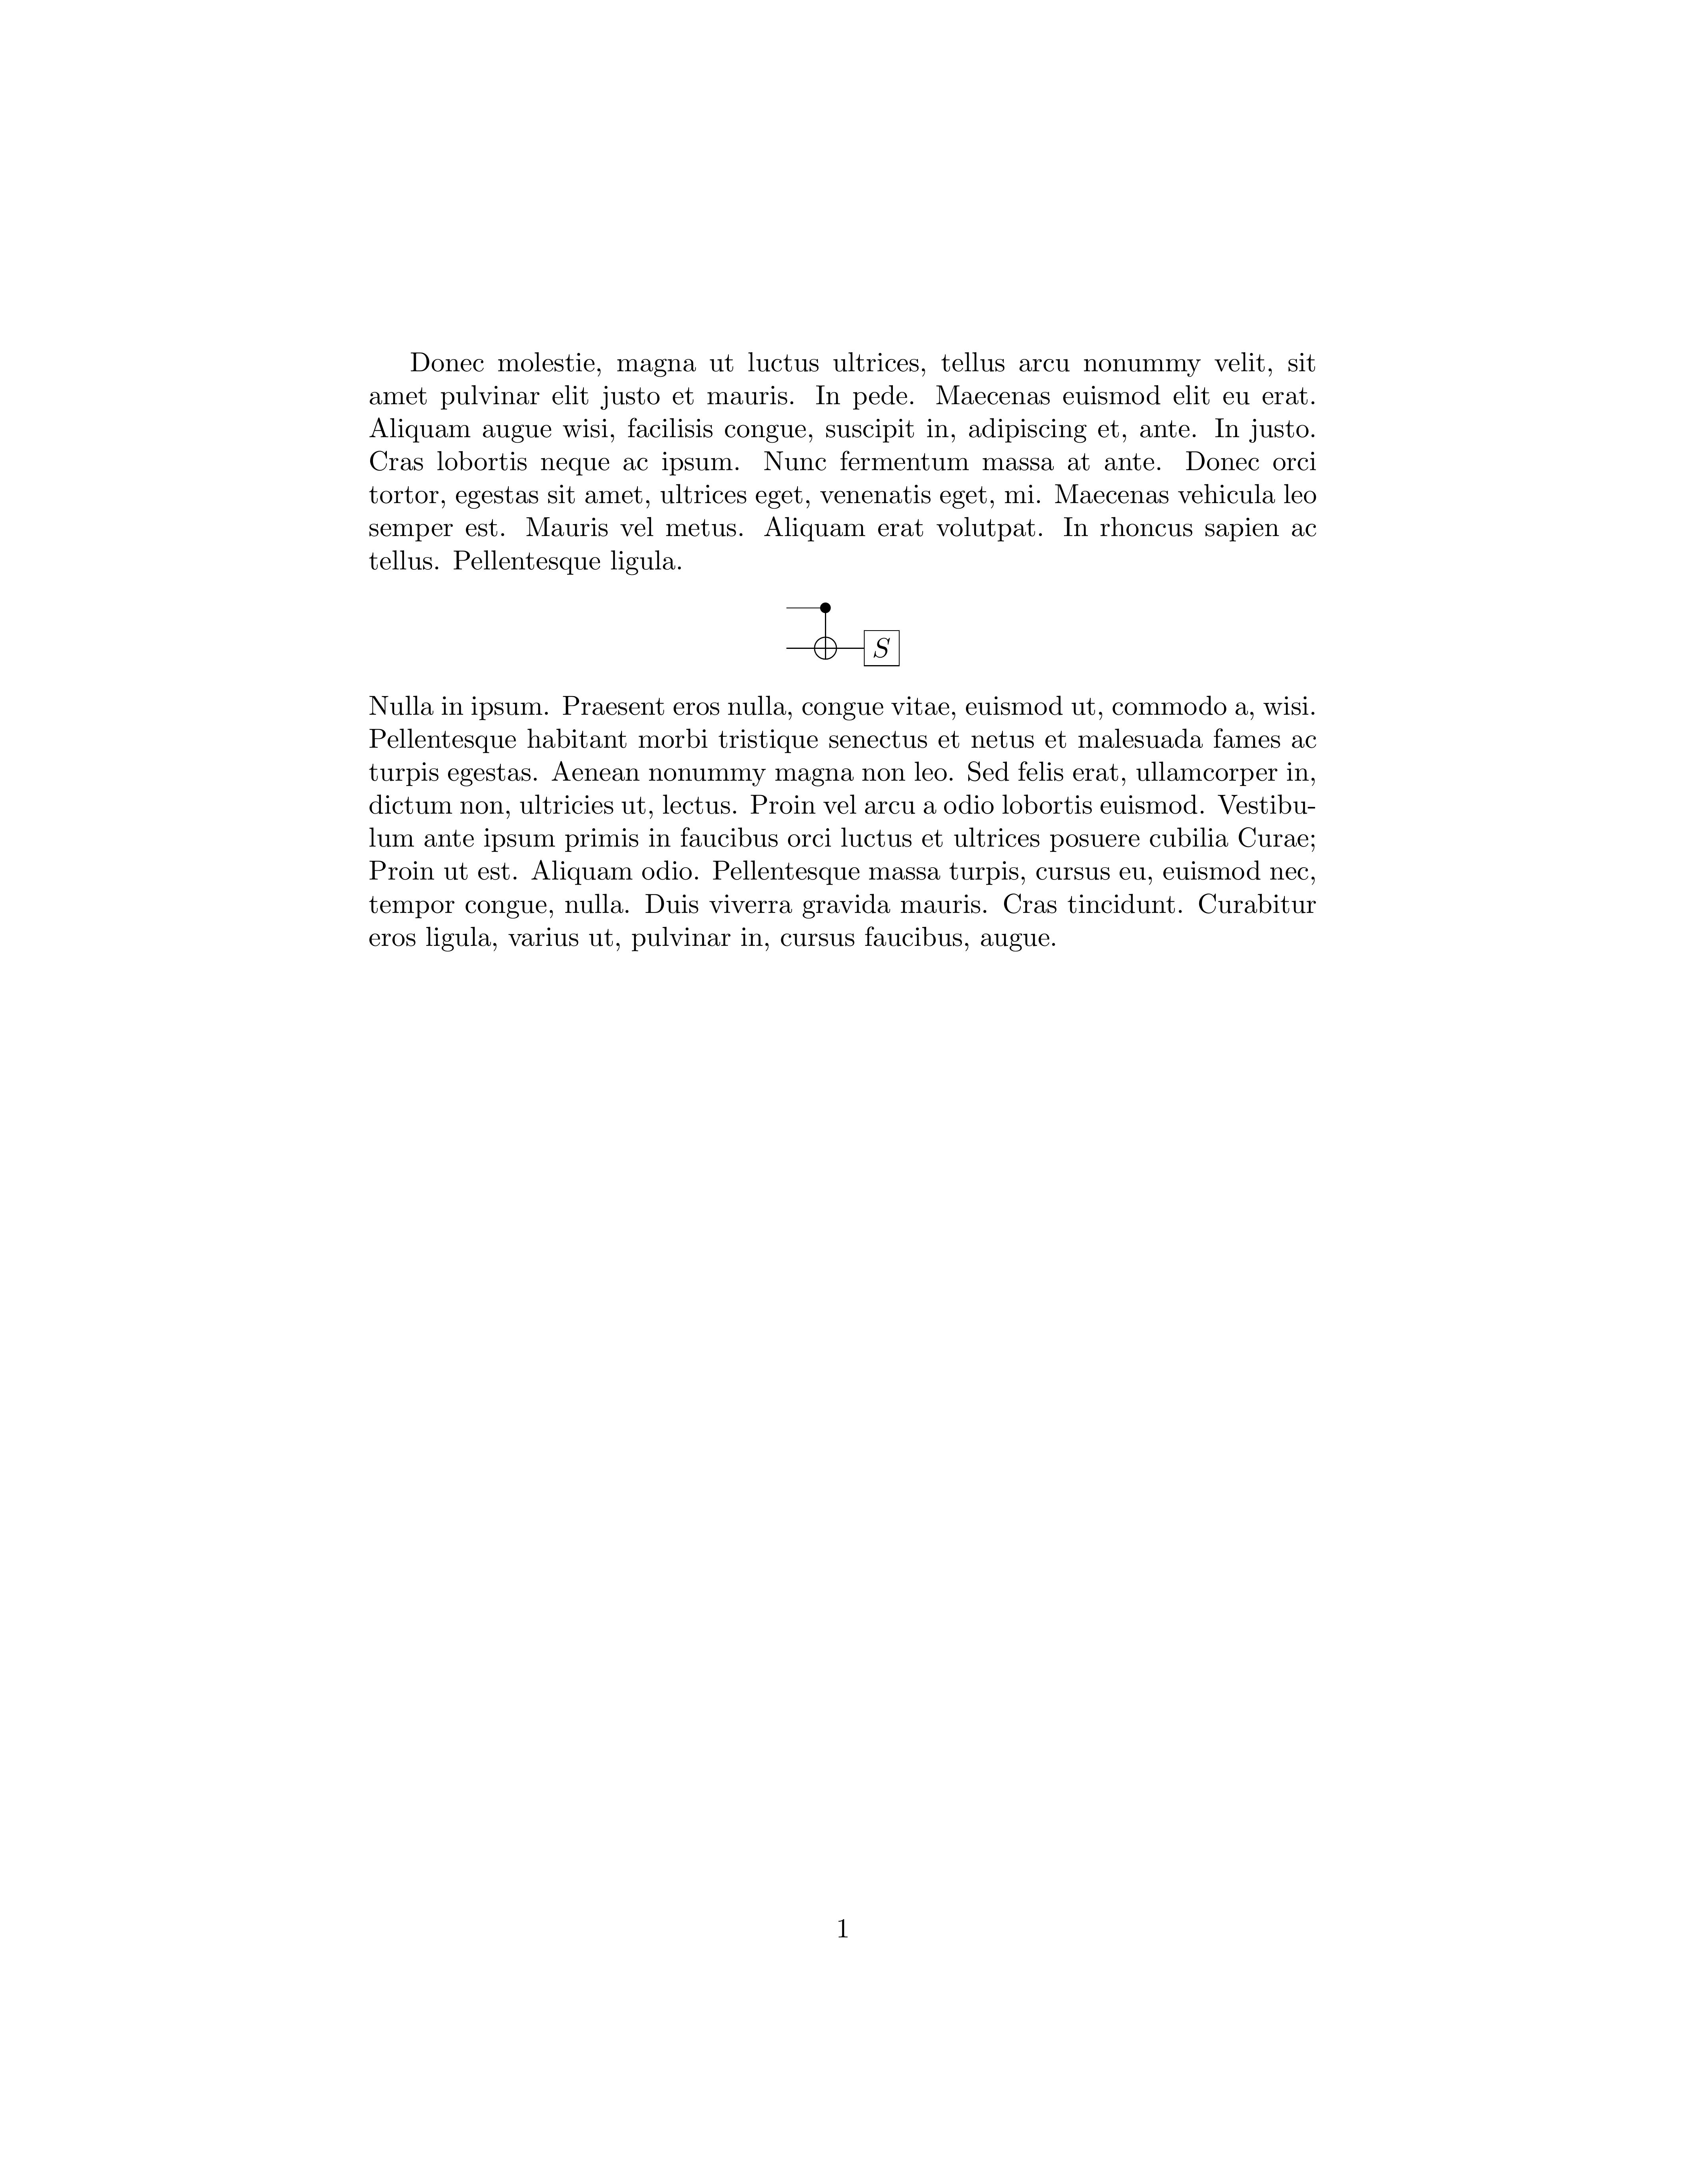 Donec molestie, magna ut luctus ultrices, tellus arcu nonummy velit, sit
amet pulvinar elit justo et mauris. In pede. Maecenas euismod elit eu erat.
Aliquam augue wisi, facilisis congue, suscipit in, adipiscing et, ante. In justo.
Cras lobortis neque ac ipsum. Nunc fermentum massa at ante. Donec orci
tortor, egestas sit amet, ultrices eget, venenatis eget, mi. Maecenas vehicula leo
semper est. Mauris vel metus. Aliquam erat volutpat. In rhoncus sapien ac
tellus. Pellentesque ligula.
S
Nulla in ipsum. Praesent eros nulla, congue vitae, euismod ut, commodo a, wisi.
Pellentesque habitant morbi tristique senectus et netus et malesuada fames ac
turpis egestas. Aenean nonummy magna non leo. Sed felis erat, ullamcorper in,
dictum non, ultricies ut, lectus. Proin vel arcu a odio lobortis euismod. Vestibu-
lum ante ipsum primis in faucibus orci luctus et ultrices posuere cubilia Curae;
Proin ut est. Aliquam odio. Pellentesque massa turpis, cursus eu, euismod nec,
tempor congue, nulla. Duis viverra gravida mauris. Cras tincidunt. Curabitur
eros ligula, varius ut, pulvinar in, cursus faucibus, augue.
1